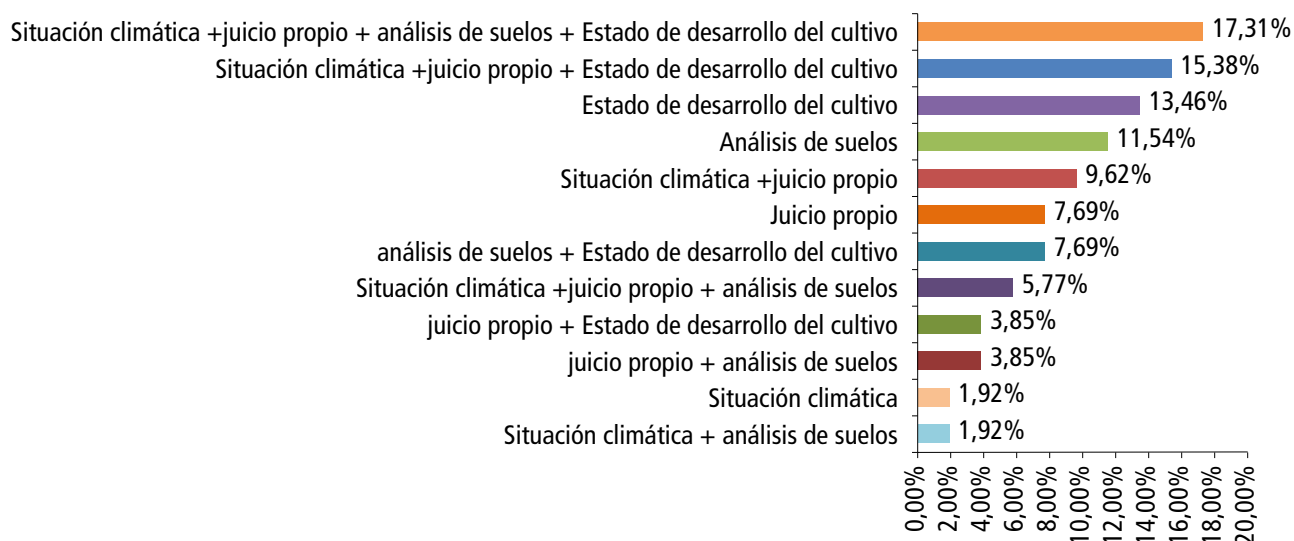 Situación climática +juicio propio + análisis de suelos + Estado de desarrollo del cultivo 17,31%
Situación climática +juicio propio + Estado de desarrollo del cultivo 15,38%
Estado de desarrollo del cultivo 13,46%
Análisis de suelos 11,54%
Situación climática +juicio propio 9,62%
Juicio propio 7,69%
análisis de suelos + Estado de desarrollo del cultivo 7,69%
Situación climática +juicio propio + análisis de suelos 5,77%
juicio propio + Estado de desarrollo del cultivo 3,85%
juicio propio + análisis de suelos 3,85%
Situación climática 1,92%
Situación climática + análisis de suelos 1,92%
0,00%
2,00%
4,00%
6,00%
8,00%
10,00%
12,00%
14,00%
16,00%
18,00%
20,00%